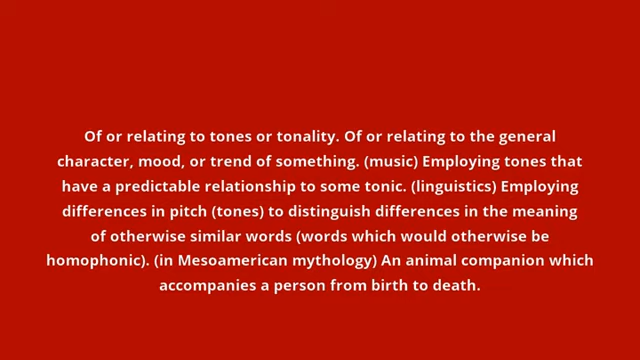 Of or relating to tones or tonality. Of or relating to the general
character, mood, or trend of something. (music) Employing tones that
have a predictable relationship to some tonic. (linguistics) Employing
differences in pitch (tones) to distinguish differences in the meaning
of otherwise similar words (words which would otherwise be
homophonic). (in Mesoamerican mythology) An animal companion which
accompanies a person from birth to death.